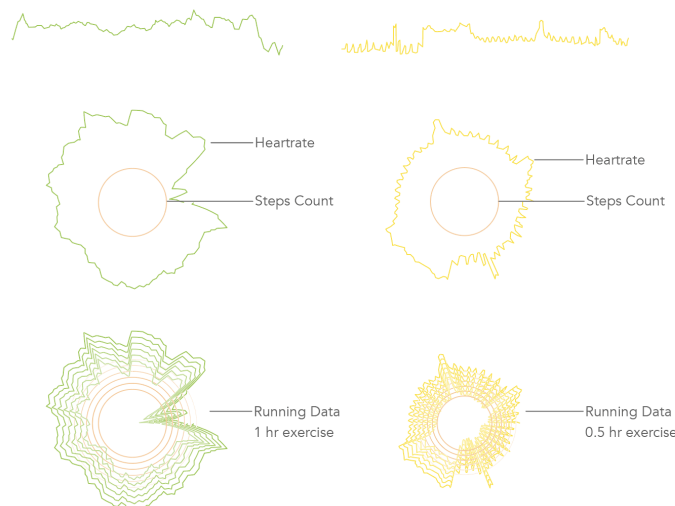 Heartrate
Heartrate
Steps Count
Steps Count
Running Data
1 hr exercise
Running Data
0.5 hr exercise